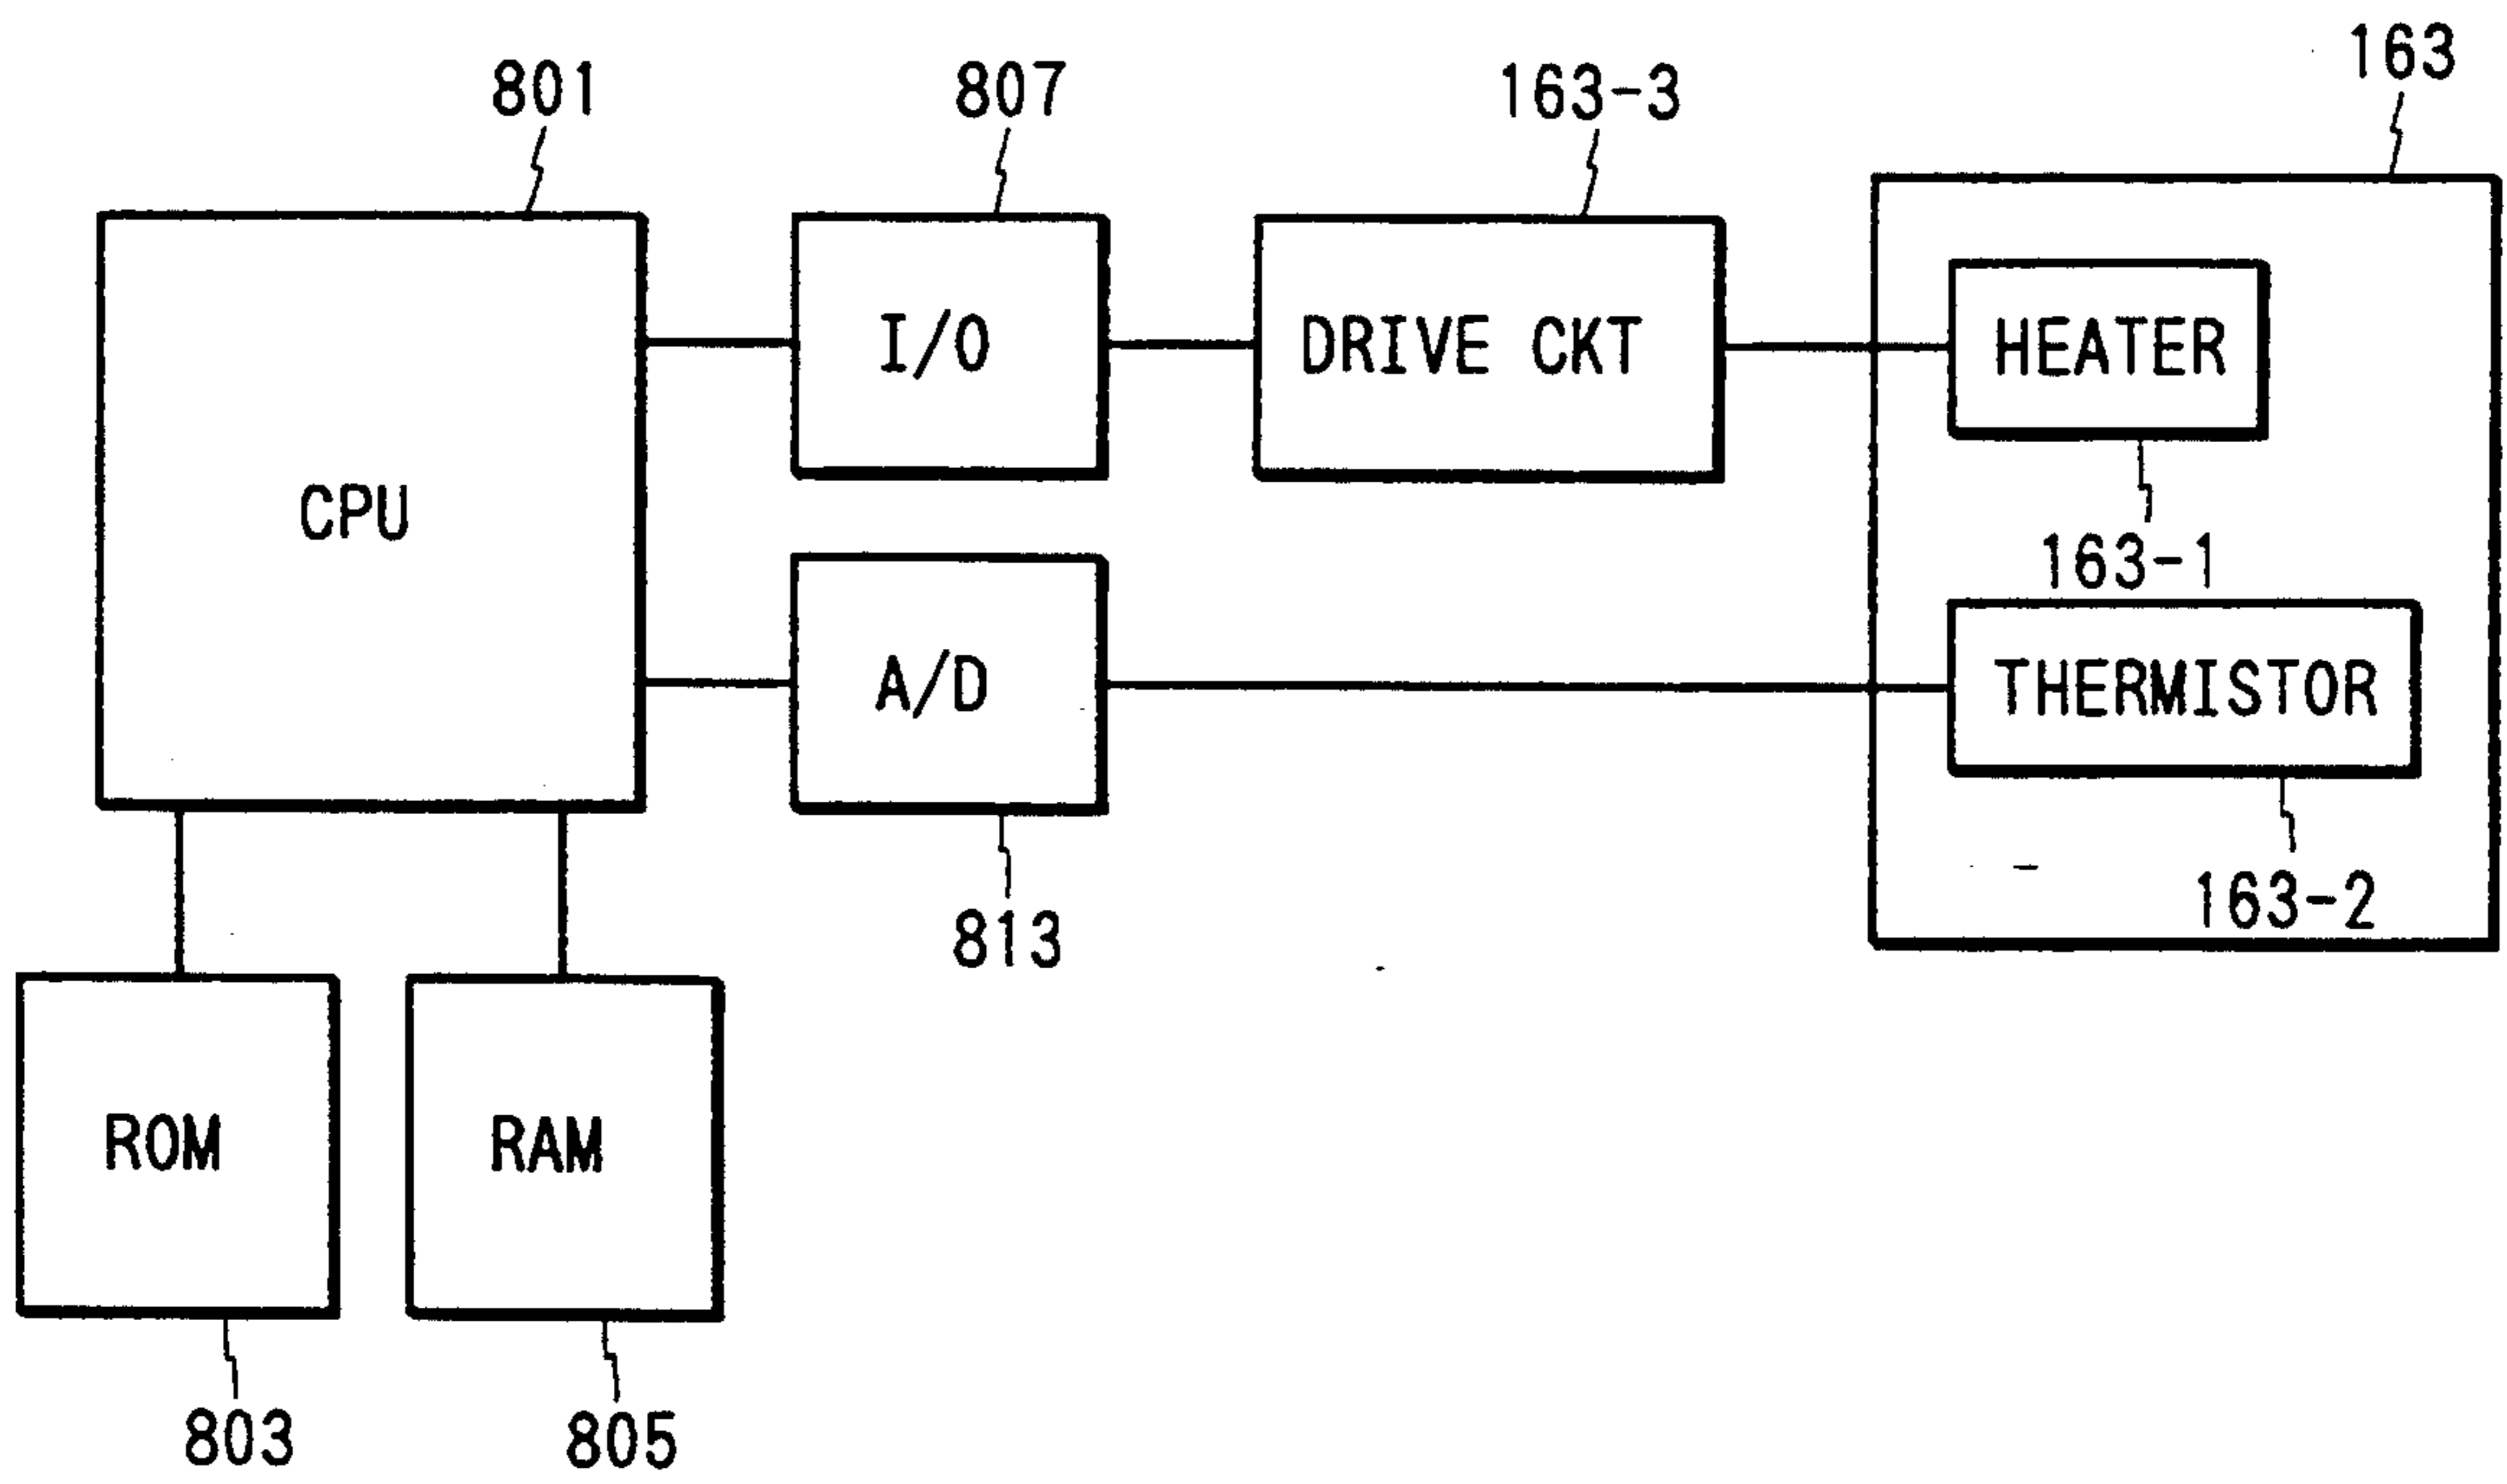 801
807
163-3
163
CPU
I/O
DRIVE CKT
HEATER
163-1
A/D
THERMISTOR
813
163-2
ROM
RAM
803
805